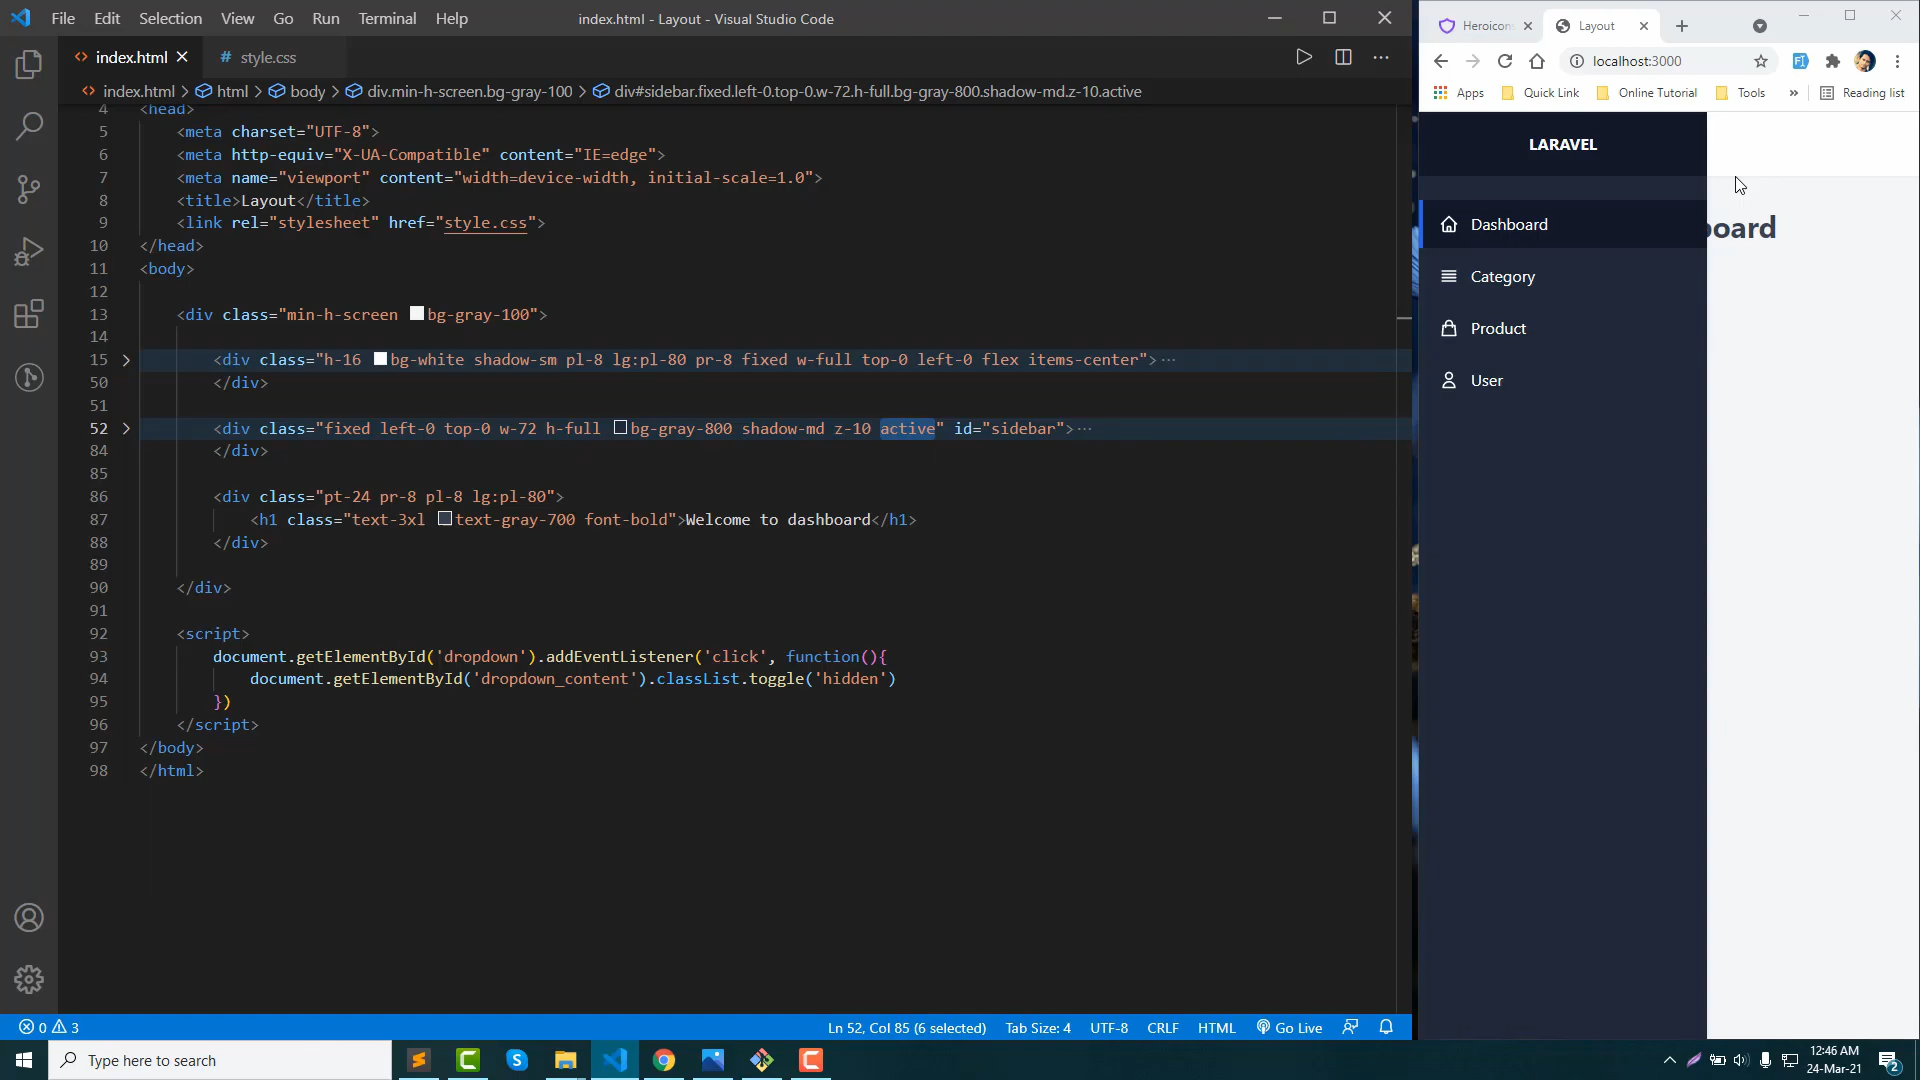 File Edit Selection View Go Run Terminal Help
index.html - Layout - Visual Studio Code
index.html
# style.css
index.html > html > body > div.min-h-screen.bg-gray-100 > div#sidebar.fixed.left-0.top-0.w-72.h-full.bg-gray-800.shadow-md.z-10.active
4 <head>
5 <meta charset="UTF-8">
6 <meta http-equiv="X-UA-Compatible" content="IE=edge">
7 <meta name="viewport" content="width=device-width, initial-scale=1.0">
8 <title>Layout</title>
9 <link rel="stylesheet" href="style.css">
10 </head>
11 <body>
12
13 <div class="min-h-screen bg-gray-100">
14
15 <div class="h-16 bg-white shadow-sm pl-8 lg:pl-80 pr-8 fixed w-full top-0 left-0 flex items-center">
50 </div>
51
52 <div class="fixed left-0 top-0 w-72 h-full bg-gray-800 shadow-md z-10 active" id="sidebar">
84 </div>
85
86 <div class="pt-24 pr-8 pl-8 lg:pl-80">
87 <h1 class="text-3xl text-gray-700 font-bold">Welcome to dashboard</h1>
88 </div>
89
90 </div>
91
92 <script>
93 document.getElementById('dropdown').addEventListener('click', function(){
94 document.getElementById('dropdown_content').classList.toggle('hidden')
95 })
96 </script>
97 </body>
98 </html>
0 3
Ln 52, Col 85 (6 selected) Tab Size: 4 UTF-8 CRLF HTML Go Live
Heroicon
Layout
localhost:3000
Apps Quick Link Online Tutorial Tools » Reading list
LARAVEL
Dashboard
board
Category
Product
User
Type here to search
12:46 AM
24-Mar-21
2